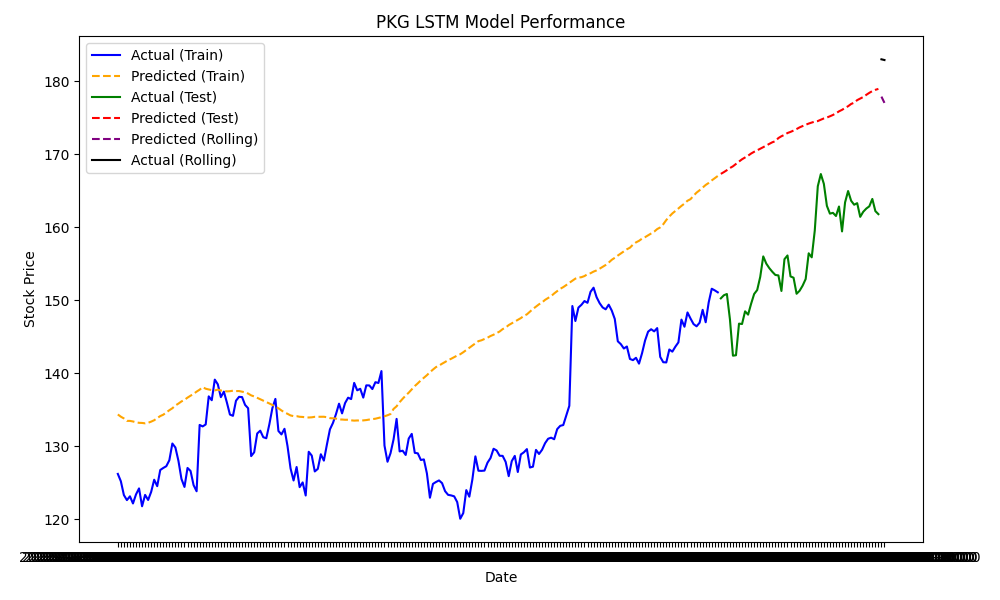 PKG LSTM Model Performance
Actual (Train)
Predicted (Train)
Actual (Test)
Predicted (Test)
Predicted (Rolling)
Actual (Rolling)
Stock Price
180
170
160
150
140
130
120
Date